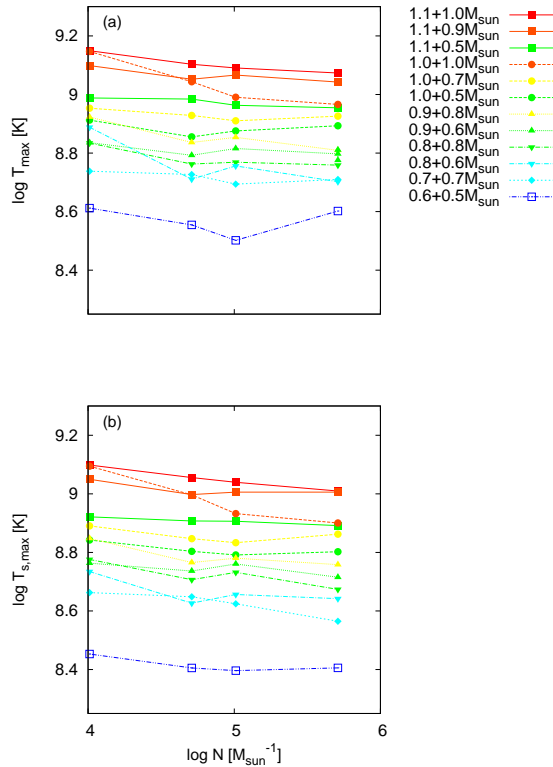 (a)
9.2
9
8.8
8.6
8.4
log T_max [K]
1.1+1.0M_sun
1.1+0.9M_sun
1.1+0.5M_sun
1.0+1.0M_sun
1.0+0.7M_sun
1.0+0.5M_sun
0.9+0.8M_sun
0.9+0.6M_sun
0.8+0.8M_sun
0.8+0.6M_sun
0.7+0.7M_sun
0.6+0.5M_sun
(b)
9.2
9
8.8
8.6
8.4
log T_s,max [K]
4 5 6
log N [M_sun^-1]